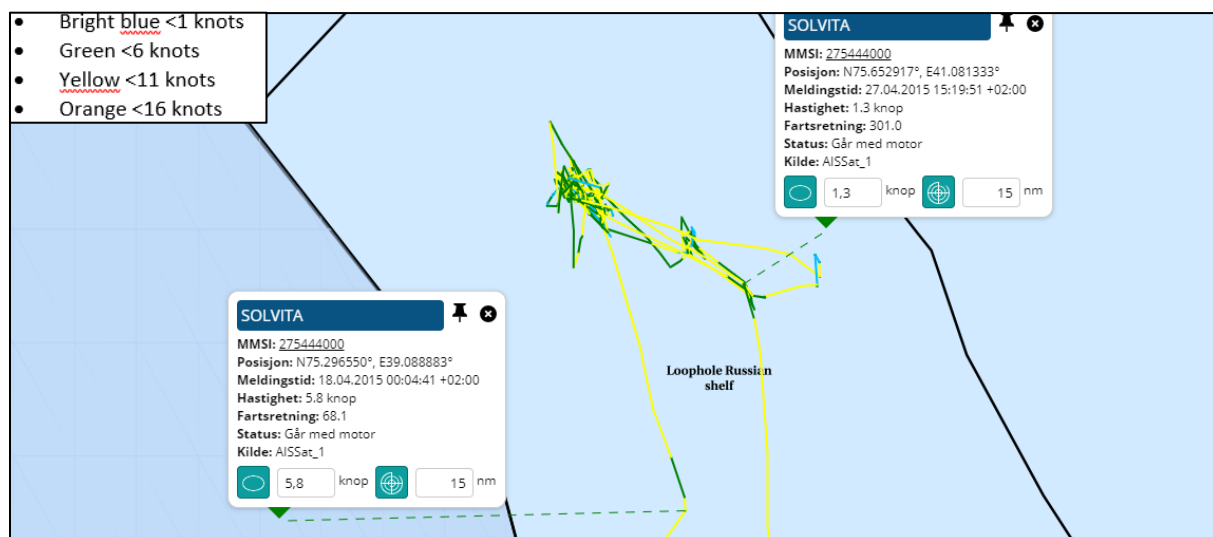 • Bright blue <1 knots
• Green <6 knots
• Yellow <11 knots
• Orange <16 knots
SOLVITA
MMSI: 275444000
Posisjon: N75.652917°, E41.081333°
Meldingstid: 27.04.2015 15:19:51 +02:00
Hastighet: 1.3 knop
Fartsretning: 301.0
Status: Går med motor
Kilde: AISSat_1
1,3 knop 15 nm
SOLVITA
MMSI: 275444000
Posisjon: N75.296550°, E39.088883°
Meldingstid: 18.04.2015 00:04:41 +02:00
Hastighet: 5.8 knop
Fartsretning: 68.1
Status: Går med motor
Kilde: AISSat_1
5,8 knop 15 nm
Loophole Russian
shelf